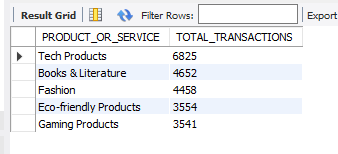 Result Grid Filter Rows: Export
PRODUCT_OR_SERVICE TOTAL_TRANSACTIONS
Tech Products 6825
Books & Literature 4652
Fashion 4458
Eco-friendly Products 3554
Gaming Products 3541